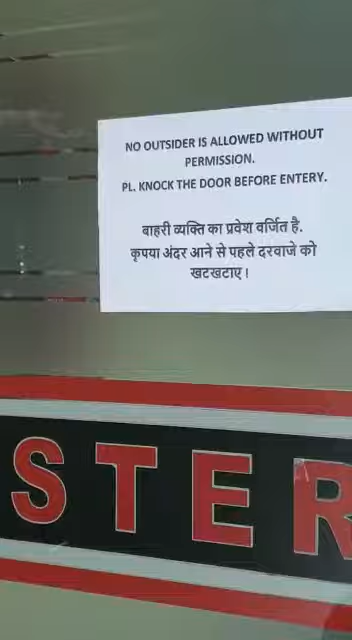 NO OUTSIDER IS ALLOWED WITHOUT
PERMISSION.
PL. KNOCK THE DOOR BEFORE ENTERY.
बाहरी व्यक्ति का प्रवेश वर्जित है.
कृपया अंदर आने से पहले दरवाजे को
खटखटाए !
STER